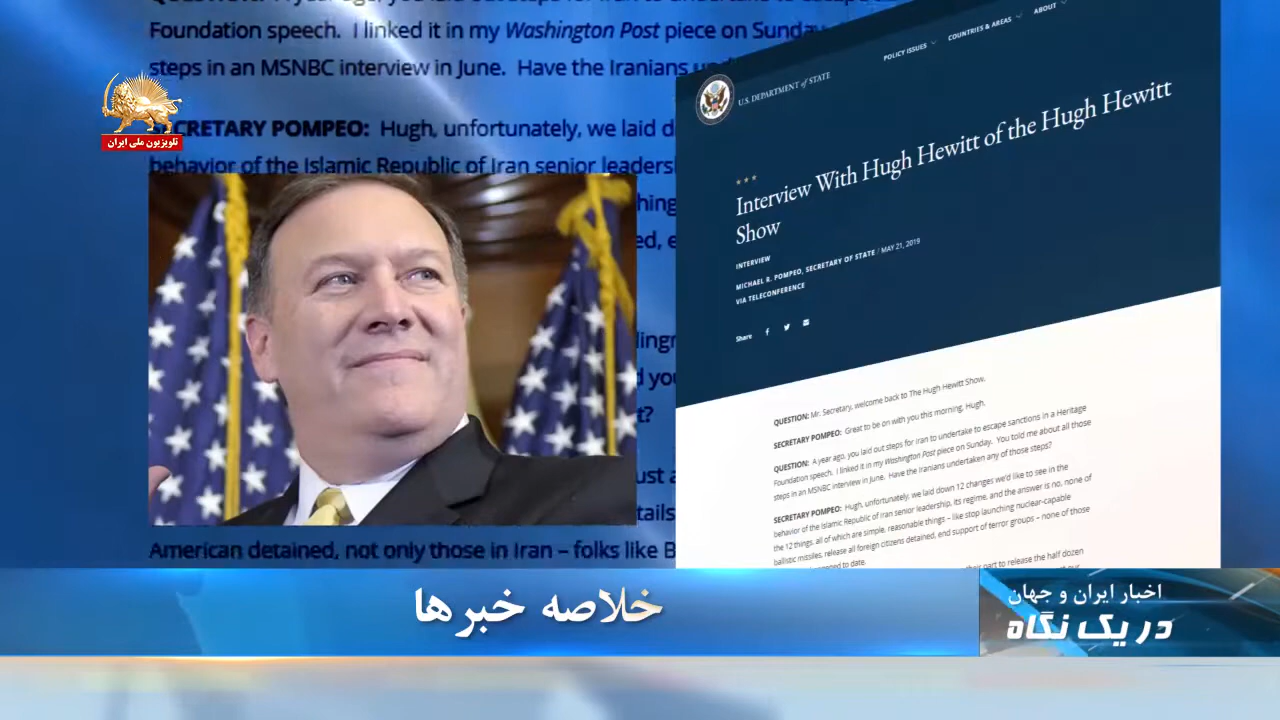 Foundation speech. I linked it in my Washington Post piece on Sunday
steps in an MSNBC interview in June. Have the Iranians
SECRETARY POMPEO: Hugh, unfortunately, we laid d
behavior of the Islamic Republic of Iran senior leaders
American detained, not only those in Iran – folks like B
تلویزیون ملی ایران
POLICY ISSUES
COUNTRIES & AREAS
ABOUT
U.S. DEPARTMENT of STATE
Interview With Hugh Hewitt of the Hugh Hewitt
Show
INTERVIEW
MICHAEL R. POMPEO, SECRETARY OF STATE / MAY 21, 2019
VIA TELECONFERENCE
Share
QUESTION: Mr. Secretary, welcome back to The Hugh Hewitt Show.
SECRETARY POMPEO: Great to be on with you this morning, Hugh.
QUESTION: A year ago, you laid out steps for Iran to undertake to escape sanctions in a Heritage
Foundation speech. I linked it in my Washington Post piece on Sunday. You told me about all those
steps in an MSNBC interview in June. Have the Iranians undertaken any of those steps?
SECRETARY POMPEO: Hugh, unfortunately, we laid down 12 changes we'd like to see in the
behavior of the Islamic Republic of Iran senior leadership, its regime, and the answer is no, none of
the 12 things, all of which are simple, reasonable things – like stop launching nuclear-capable
ballistic missiles, release all foreign citizens detained, end support of terror groups – none of those
to date.
part to release the half dozen
خلاصه خبرها
اخبار ایران و جهان
در یک نگاه